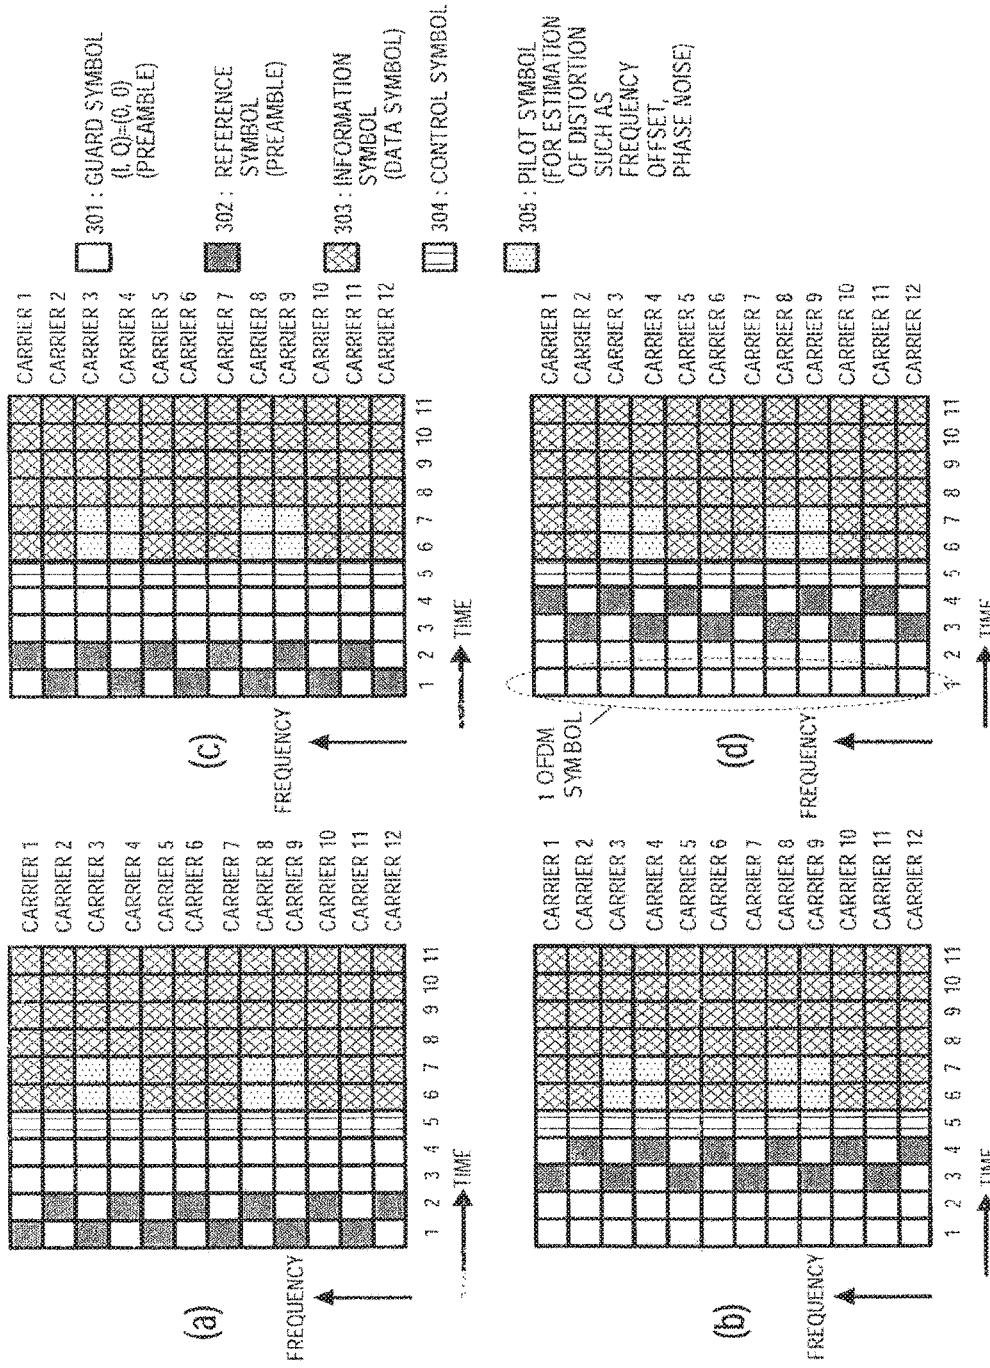 (a)
FREQUENCY
CARRIER 1
CARRIER 2
CARRIER 3
CARRIER 4
CARRIER 5
CARRIER 6
CARRIER 7
CARRIER 8
CARRIER 9
CARRIER 10
CARRIER 11
CARRIER 12
1 2 3 4 5 6 7 8 9 10 11
TIME
(c)
FREQUENCY
CARRIER 1
CARRIER 2
CARRIER 3
CARRIER 4
CARRIER 5
CARRIER 6
CARRIER 7
CARRIER 8
CARRIER 9
CARRIER 10
CARRIER 11
CARRIER 12
1 2 3 4 5 6 7 8 9 10 11
TIME
301 : GUARD SYMBOL
(I, Q)=(0, 0)
(PREAMBLE)
302 : REFERENCE
SYMBOL
(PREAMBLE)
303 : INFORMATION
SYMBOL
(DATA SYMBOL)
304 : CONTROL SYMBOL
305 : PILOT SYMBOL
(FOR ESTIMATION
OF DISTORTION
SUCH AS
FREQUENCY
OFFSET,
PHASE NOISE)
(b)
FREQUENCY
CARRIER 1
CARRIER 2
CARRIER 3
CARRIER 4
CARRIER 5
CARRIER 6
CARRIER 7
CARRIER 8
CARRIER 9
CARRIER 10
CARRIER 11
CARRIER 12
1 2 3 4 5 6 7 8 9 10 11
TIME
1 OFDM
SYMBOL
(d)
FREQUENCY
CARRIER 1
CARRIER 2
CARRIER 3
CARRIER 4
CARRIER 5
CARRIER 6
CARRIER 7
CARRIER 8
CARRIER 9
CARRIER 10
CARRIER 11
CARRIER 12
1 2 3 4 5 6 7 8 9 10 11
TIME